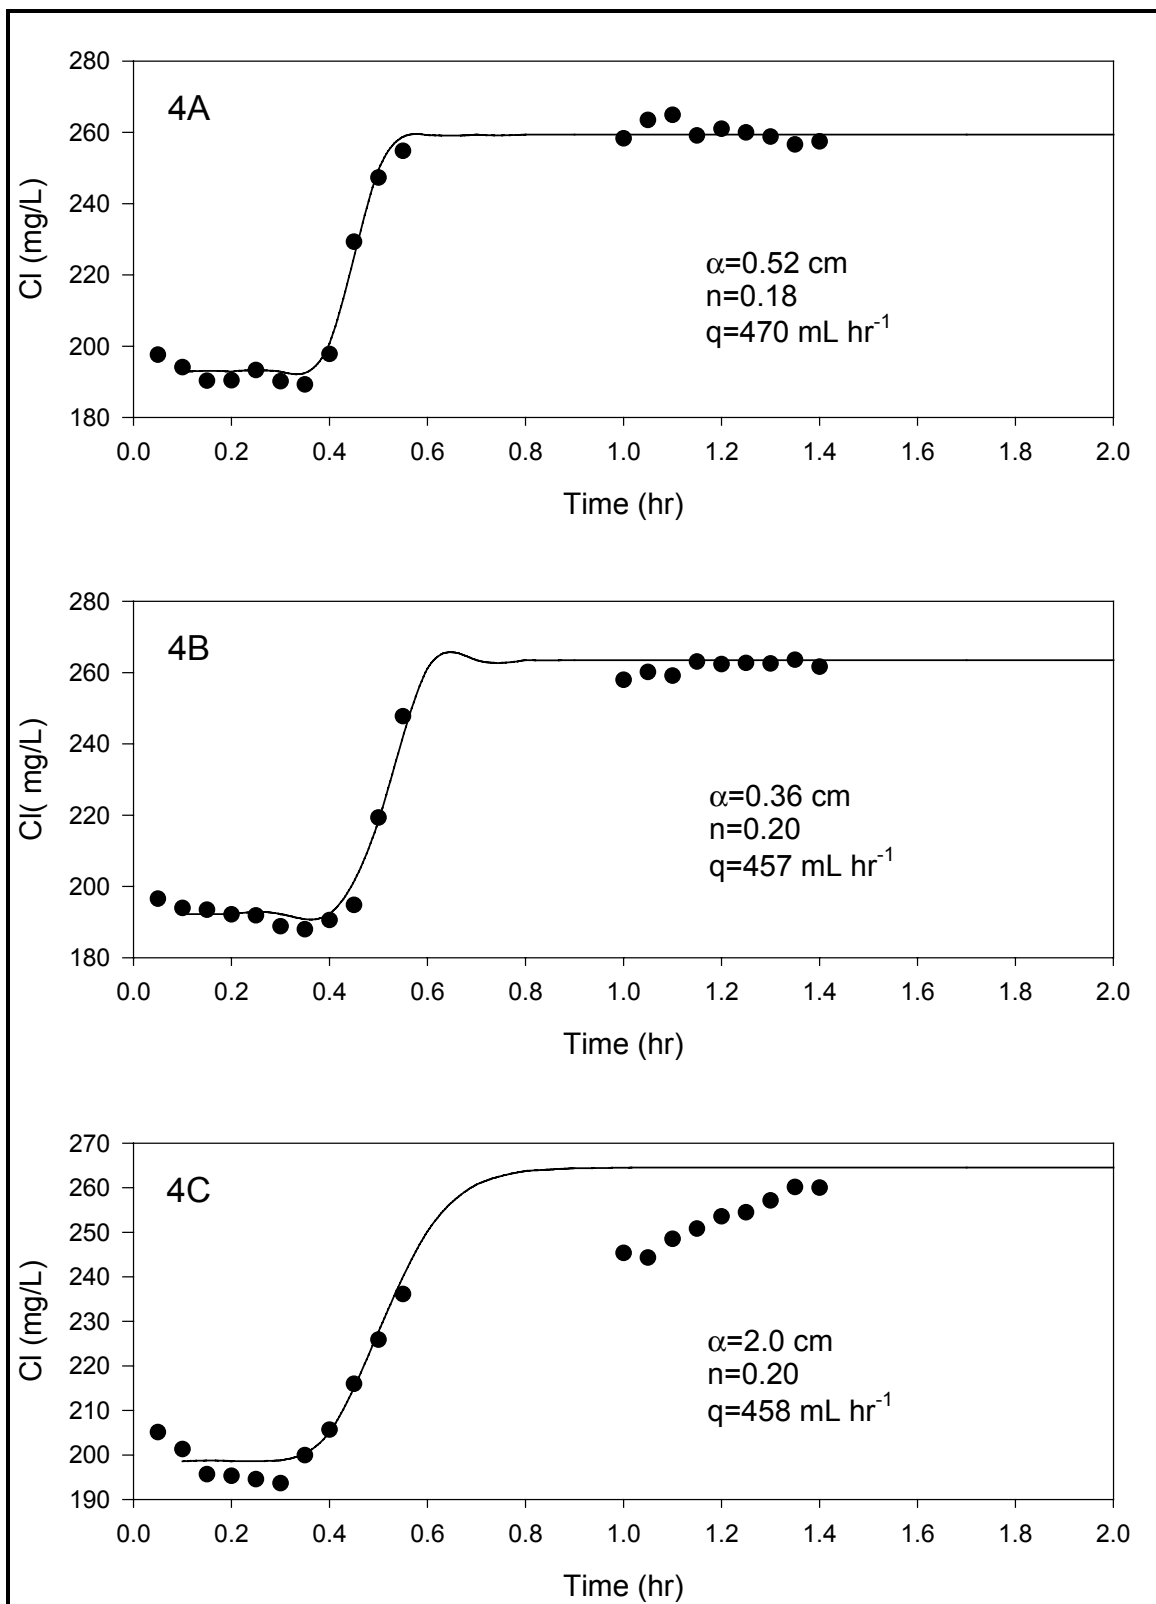 280
260
240
220
200
180
Cl (mg/L)
4A
α=0.52 cm
n=0.18
q=470 mL hr-1
0.0 0.2 0.4 0.6 0.8 1.0 1.2 1.4 1.6 1.8 2.0
Time (hr)
280
260
240
220
200
180
Cl( mg/L)
4B
α=0.36 cm
n=0.20
q=457 mL hr-1
0.0 0.2 0.4 0.6 0.8 1.0 1.2 1.4 1.6 1.8 2.0
Time (hr)
270
260
250
240
230
220
210
200
190
Cl (mg/L)
4C
α=2.0 cm
n=0.20
q=458 mL hr-1
0.0 0.2 0.4 0.6 0.8 1.0 1.2 1.4 1.6 1.8 2.0
Time (hr)